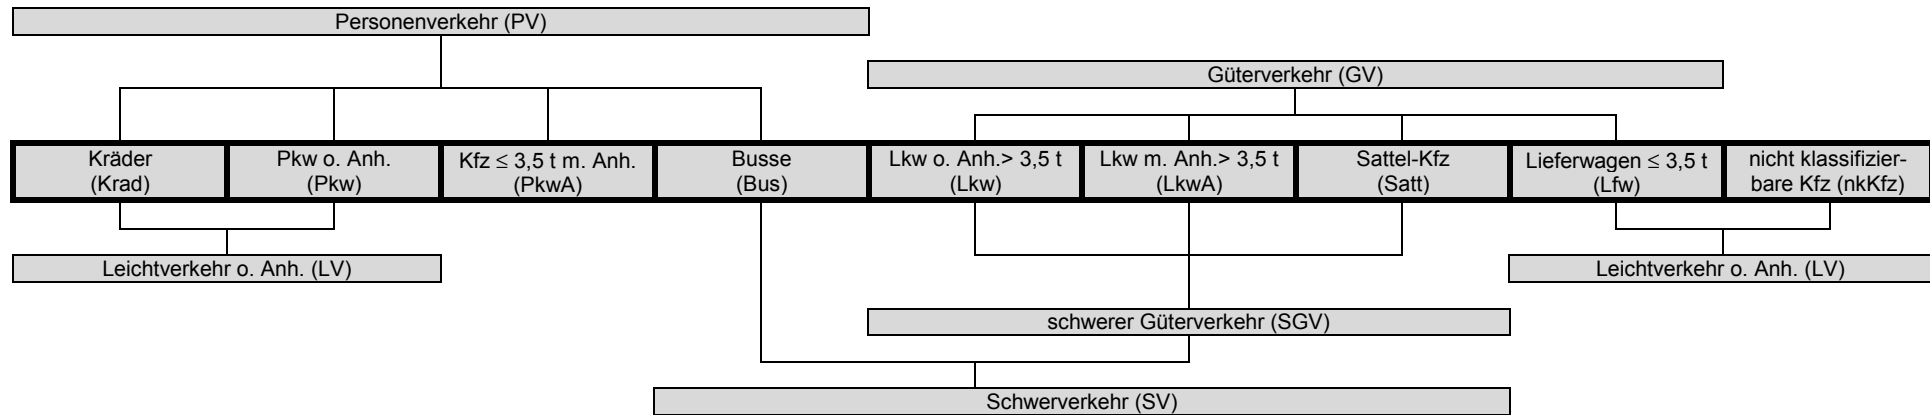 Personenverkehr (PV)
Güterverkehr (GV)
Kräder
(Krad)
Pkw o. Anh.
(Pkw)
Kfz ≤ 3,5 t m. Anh.
(PkwA)
Busse
(Bus)
Lkw o. Anh.> 3,5 t
(Lkw)
Lkw m. Anh.> 3,5 t
(LkwA)
Sattel-Kfz
(Satt)
Lieferwagen ≤ 3,5 t
(Lfw)
nicht klassifizier-
bare Kfz (nkKfz)
Leichtverkehr o. Anh. (LV)
Leichtverkehr o. Anh. (LV)
schwerer Güterverkehr (SGV)
Schwerverkehr (SV)